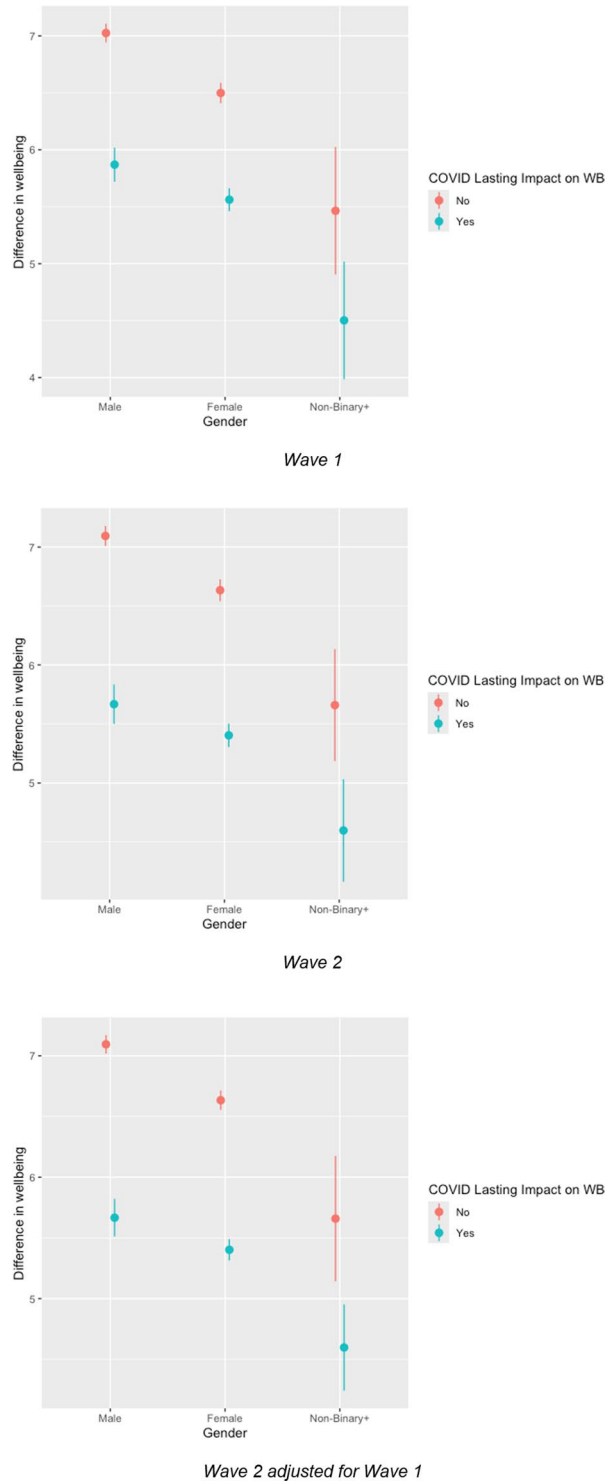 7
6
5
4
Difference in wellbeing
Male Female Non-Binary+
Gender
COVID Lasting Impact on WB
No
Yes
Wave 1
7
6
5
Difference in wellbeing
Male Female Non-Binary+
Gender
COVID Lasting Impact on WB
No
Yes
Wave 2
7
6
5
Difference in wellbeing
Male Female Non-Binary+
Gender
COVID Lasting Impact on WB
No
Yes
Wave 2 adjusted for Wave 1